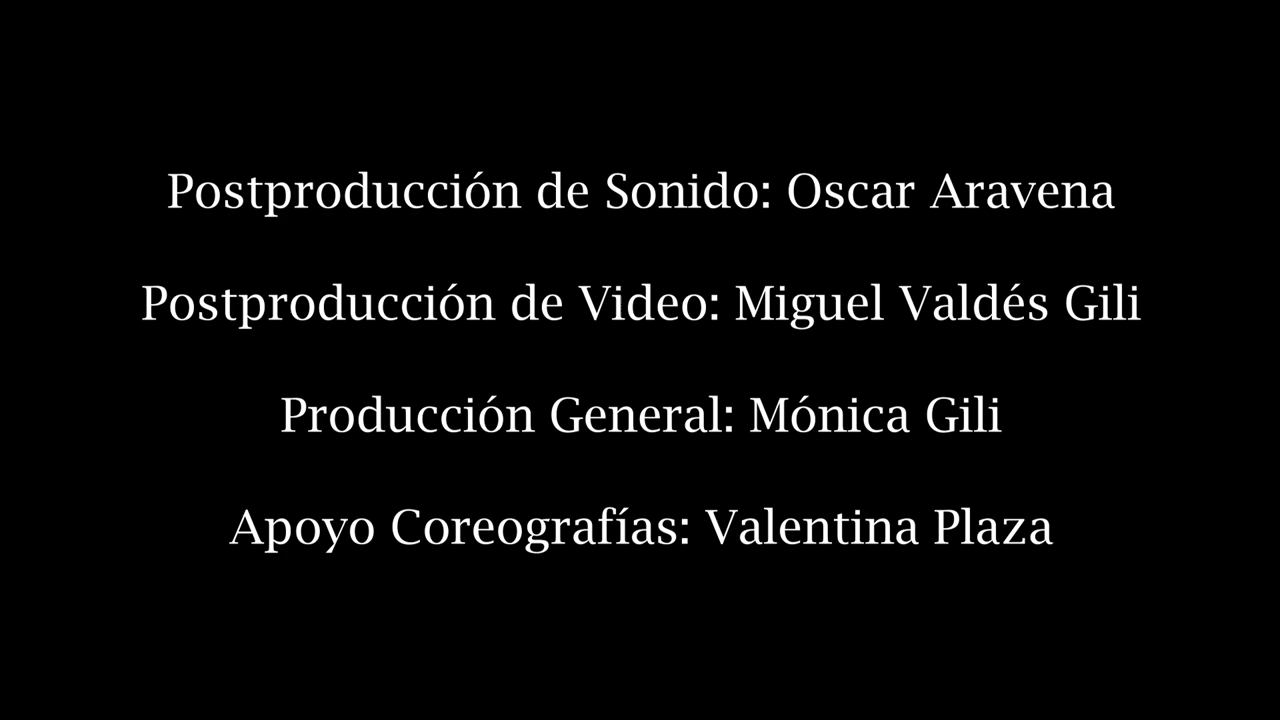 Postproducción de Sonido: Oscar Aravena
Postproducción de Video: Miguel Valdés Gili
Producción General: Mónica Gili
Apoyo Coreografías: Valentina Plaza